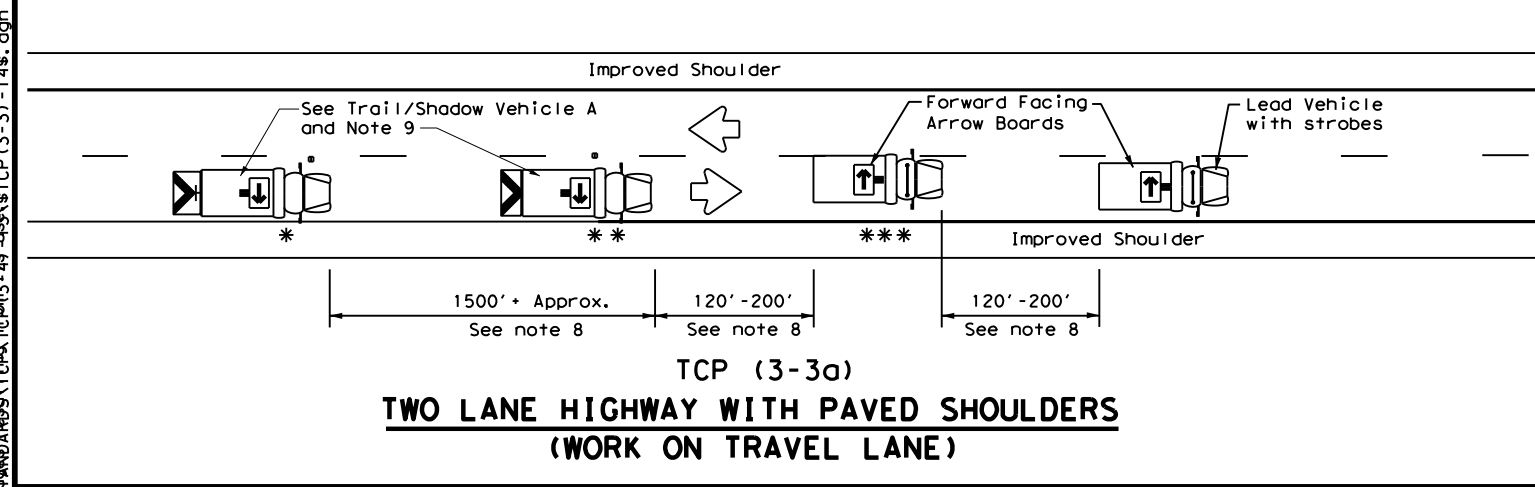 Improved Shoulder
See Trail/Shadow Vehicle A
and Note 9
Forward Facing
Arrow Boards
Lead Vehicle
with strobes
*
**
***
Improved Shoulder
1500'+ Approx.
See note 8
120'-200'
See note 8
120'-200'
See note 8
TCP (3-3a)
TWO LANE HIGHWAY WITH PAVED SHOULDERS
(WORK ON TRAVEL LANE)